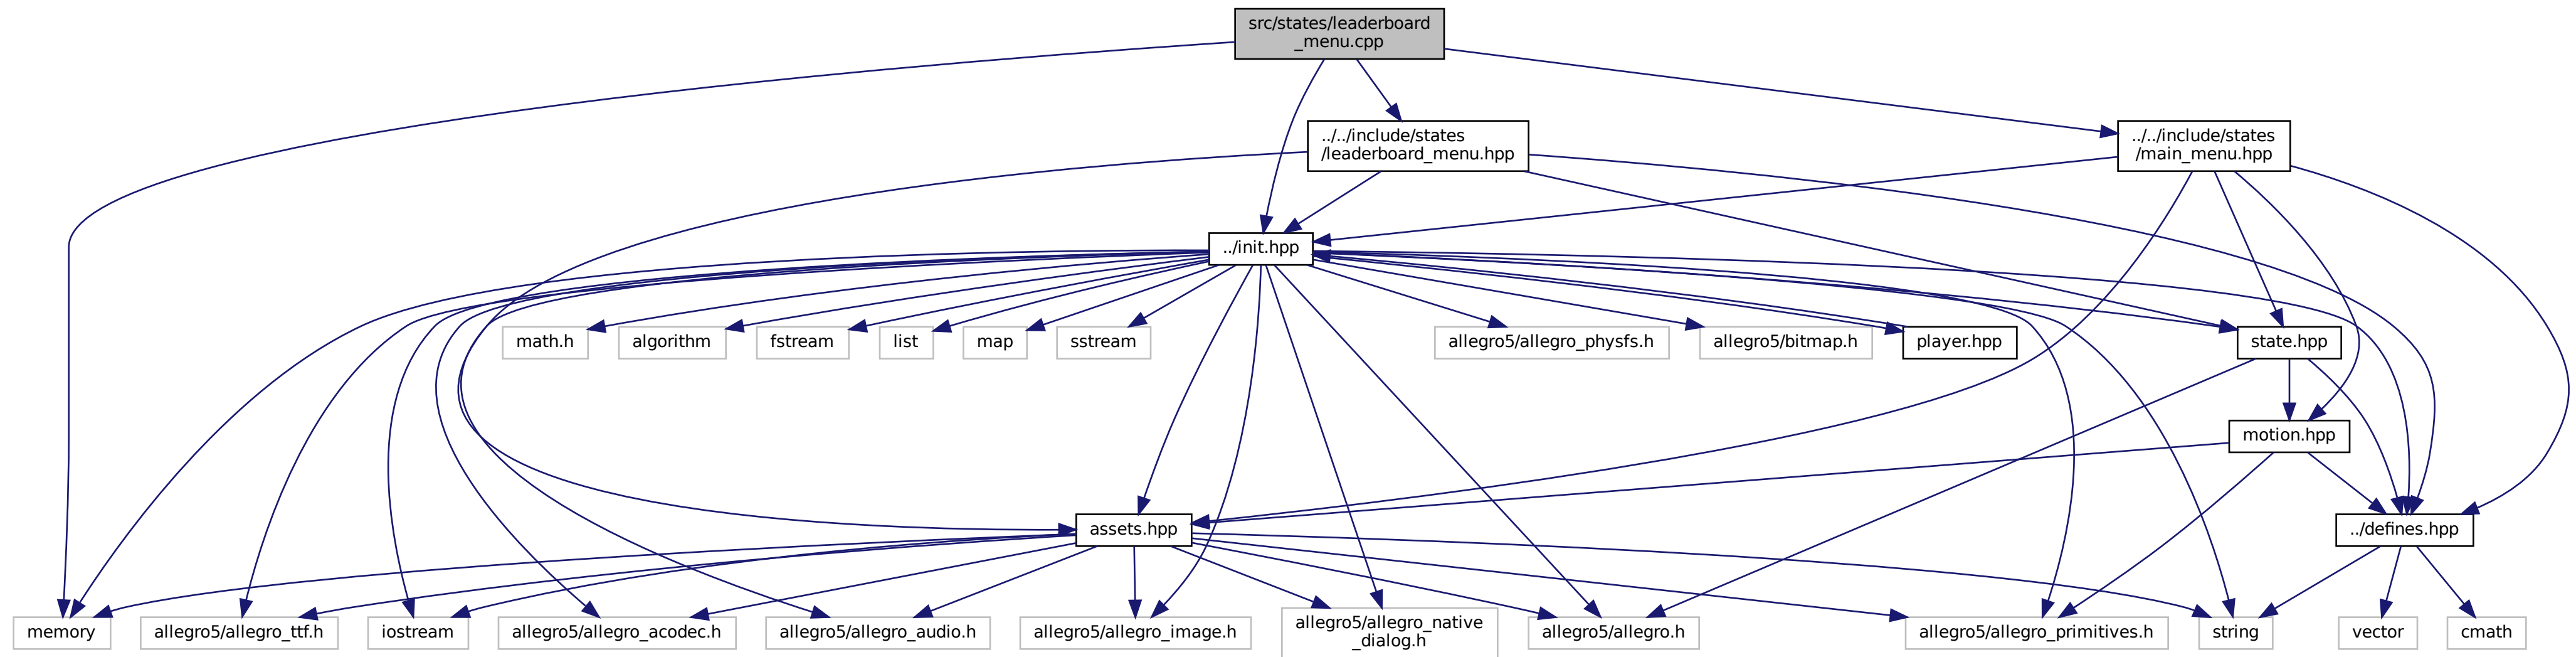 src/states/leaderboard
_menu.cpp
../../include/states
/leaderboard_menu.hpp
../../include/states
/main_menu.hpp
../init.hpp
math.h
algorithm
fstream
list
map
sstream
allegro5/allegro_physfs.h
allegro5/bitmap.h
player.hpp
state.hpp
motion.hpp
assets.hpp
../defines.hpp
memory
allegro5/allegro_ttf.h
iostream
allegro5/allegro_acodec.h
allegro5/allegro_audio.h
allegro5/allegro_image.h
allegro5/allegro_native
_dialog.h
allegro5/allegro.h
allegro5/allegro_primitives.h
string
vector
cmath